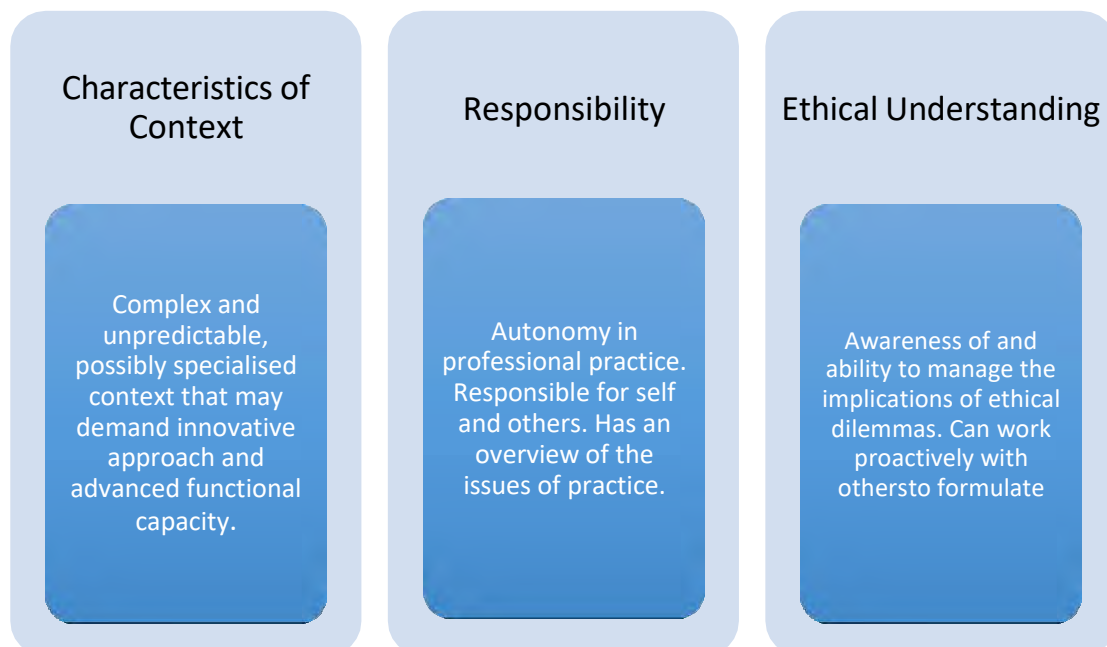 Characteristics of
Context
Complex and
unpredictable,
possibly specialised
context that may
demand innovative
approach and
advanced functional
capacity.
Responsibility
Autonomy in
professional practice.
Responsible for self
and others. Has an
overview of the
issues of practice.
Ethical Understanding
Awareness of and
ability to manage the
implications of ethical
dilemmas. Can work
proactively with
othersto formulate